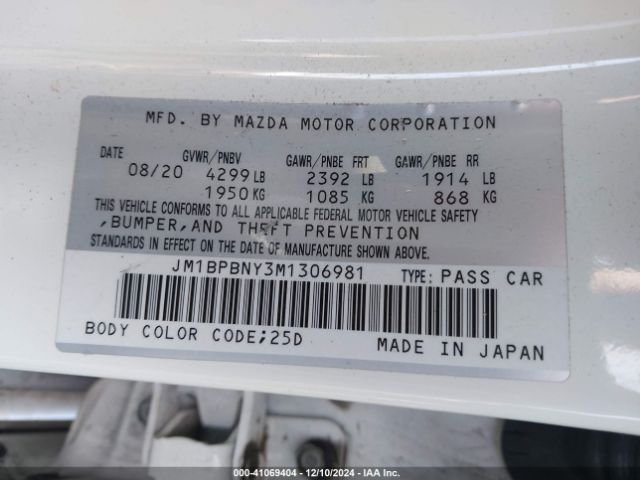 MFD. BY MAZDA MOTOR CORPORATION
DATE GVWR/PNBV GAWR/PNBE FRT GAWR/PNBE RR
08/20 4299 LB 2392 LB 1914 LB
1950 KG 1085 KG 868 KG
THIS VEHICLE CONFORMS TO ALL APPLICABLE FEDERAL MOTOR VEHICLE SAFETY
,BUMPER,AND THEFT PREVENTION
STANDARDS IN EFFECT ON THE DATE OF MANUFACTURE SHOWN ABOVE.
JM1BPBNY3M1306981 TYPE: PASS CAR
BODY COLOR CODE;25D MADE IN JAPAN
000-41069404 - 12/10/2024 - IAA Inc.